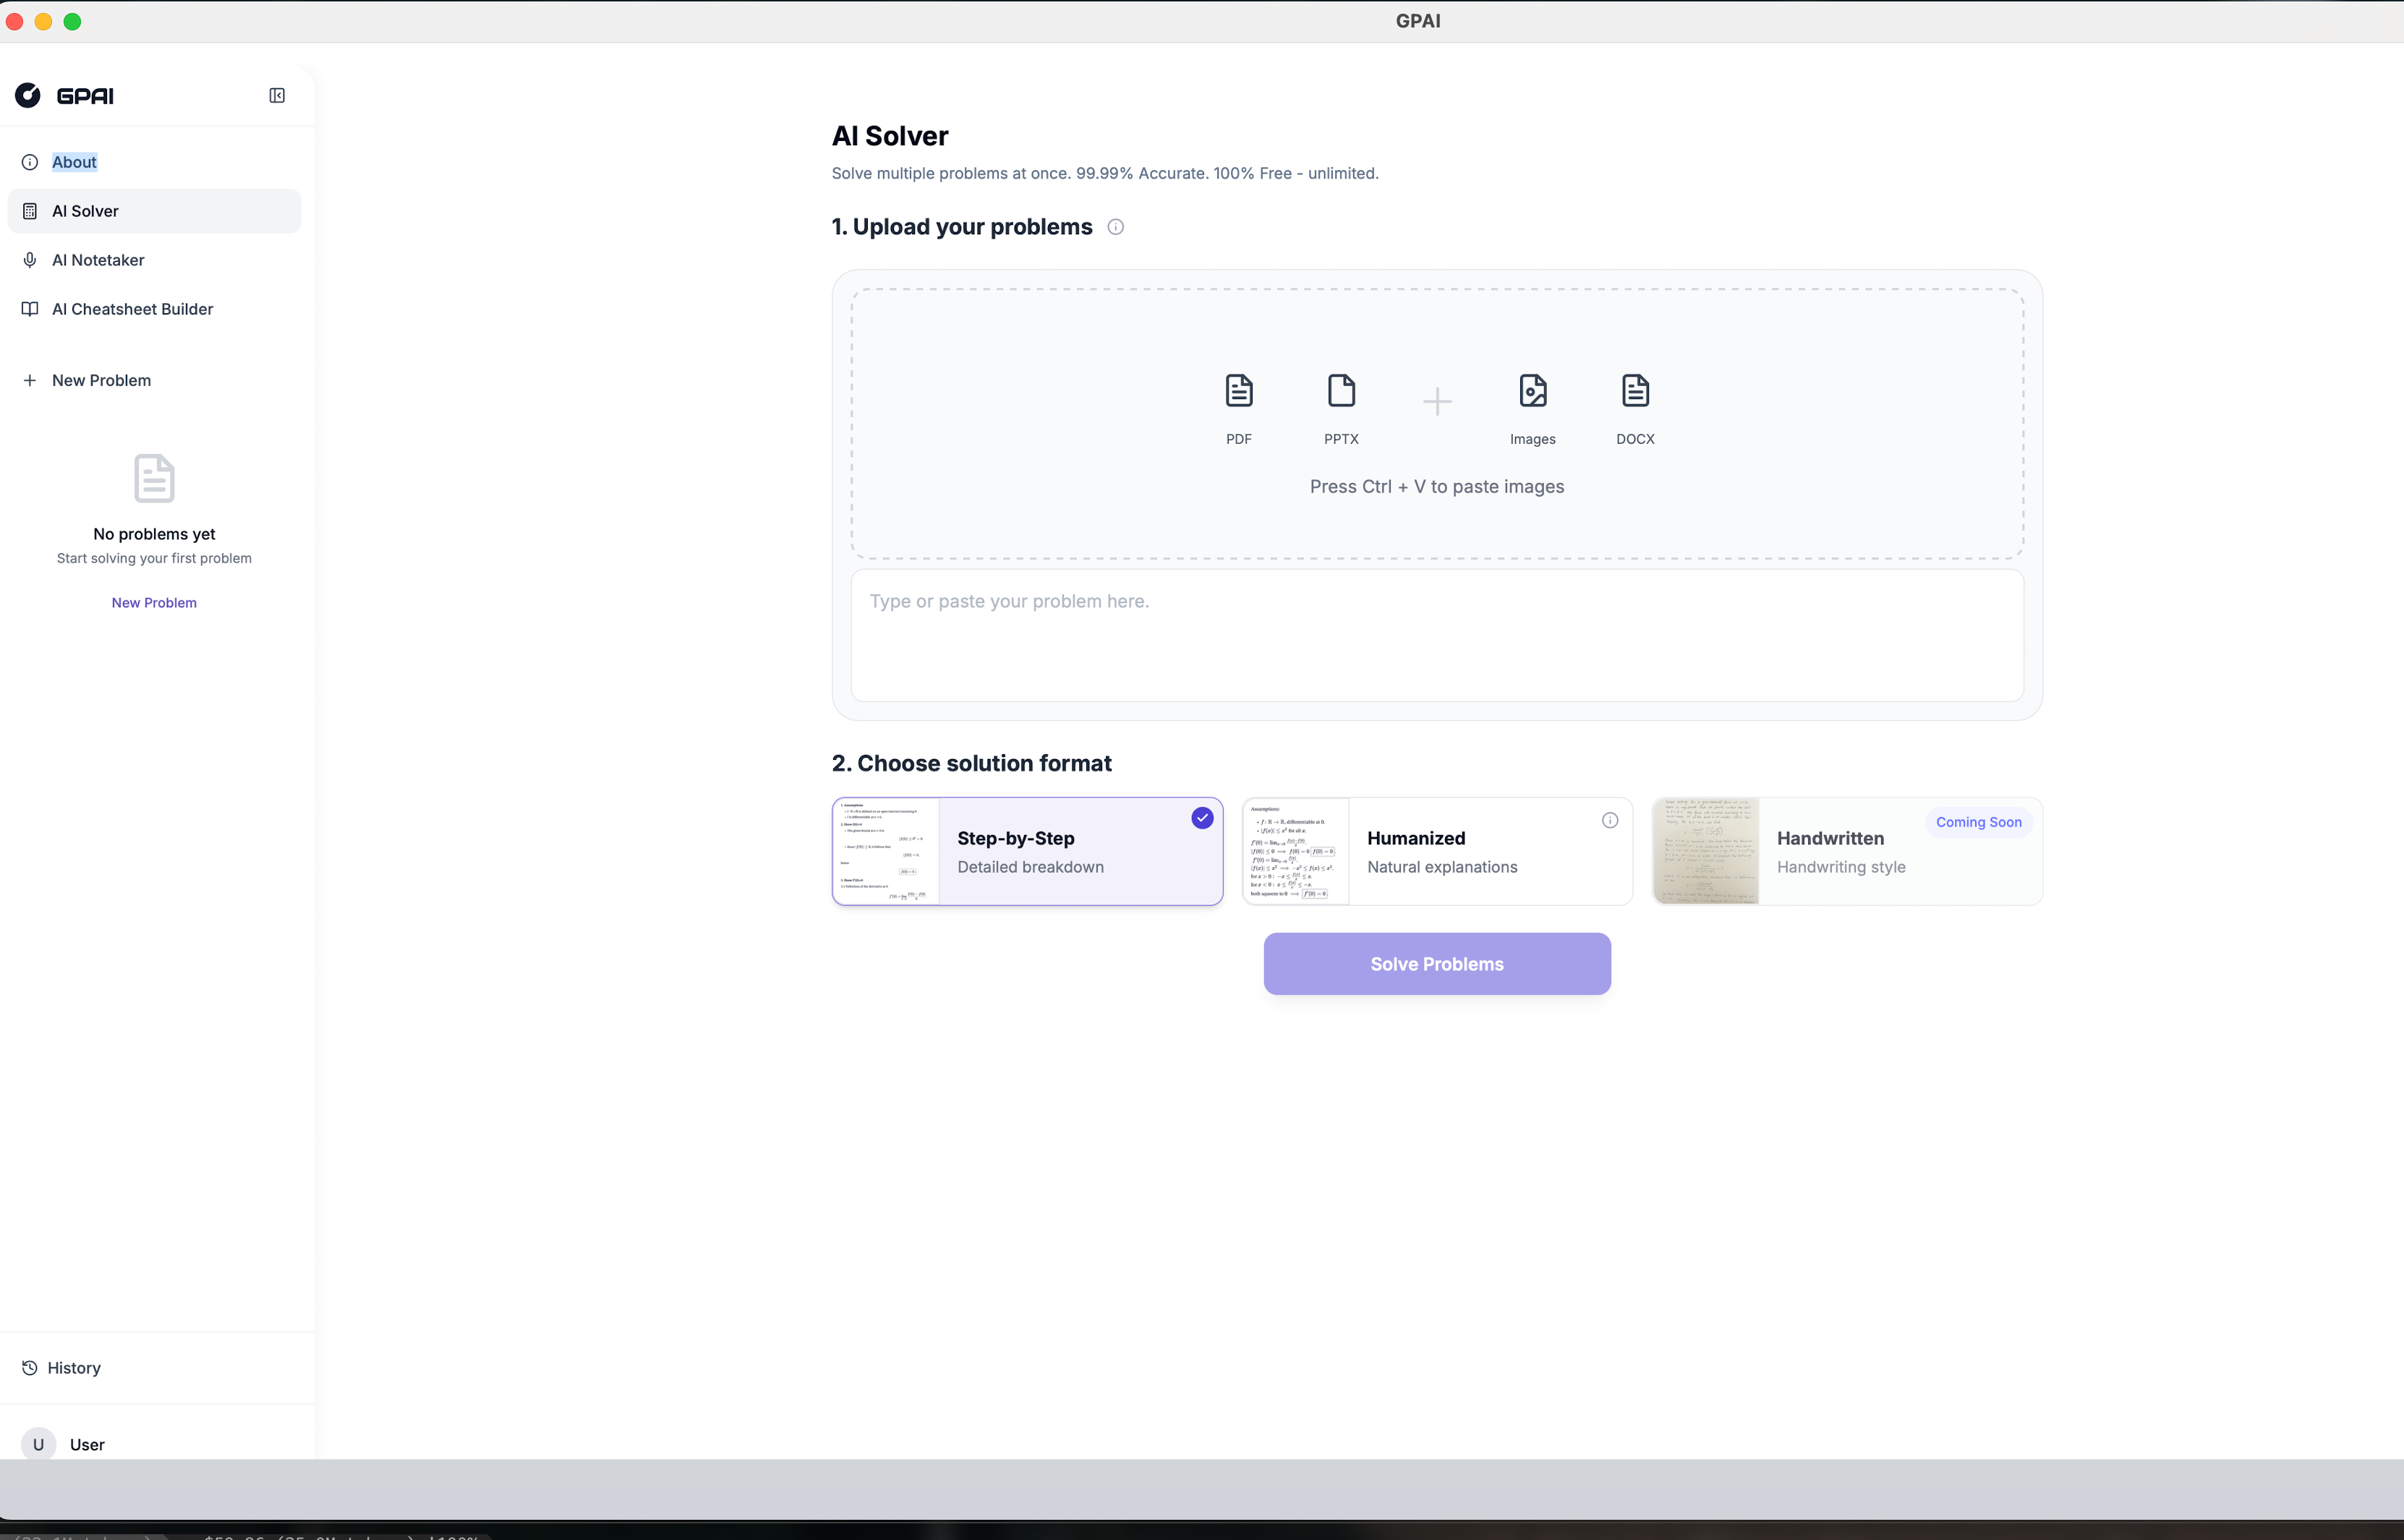 GPAI
GPAI
About
AI Solver
AI Notetaker
AI Cheatsheet Builder
New Problem
No problems yet
Start solving your first problem
New Problem
History
U User
AI Solver
Solve multiple problems at once. 99.99% Accurate. 100% Free - unlimited.
1. Upload your problems
PDF PPTX Images DOCX
Press Ctrl + V to paste images
Type or paste your problem here.
2. Choose solution format
Step-by-Step
Detailed breakdown
Assumptions:
Humanized
Natural explanations
Coming Soon
Handwritten
Handwriting style
Solve Problems